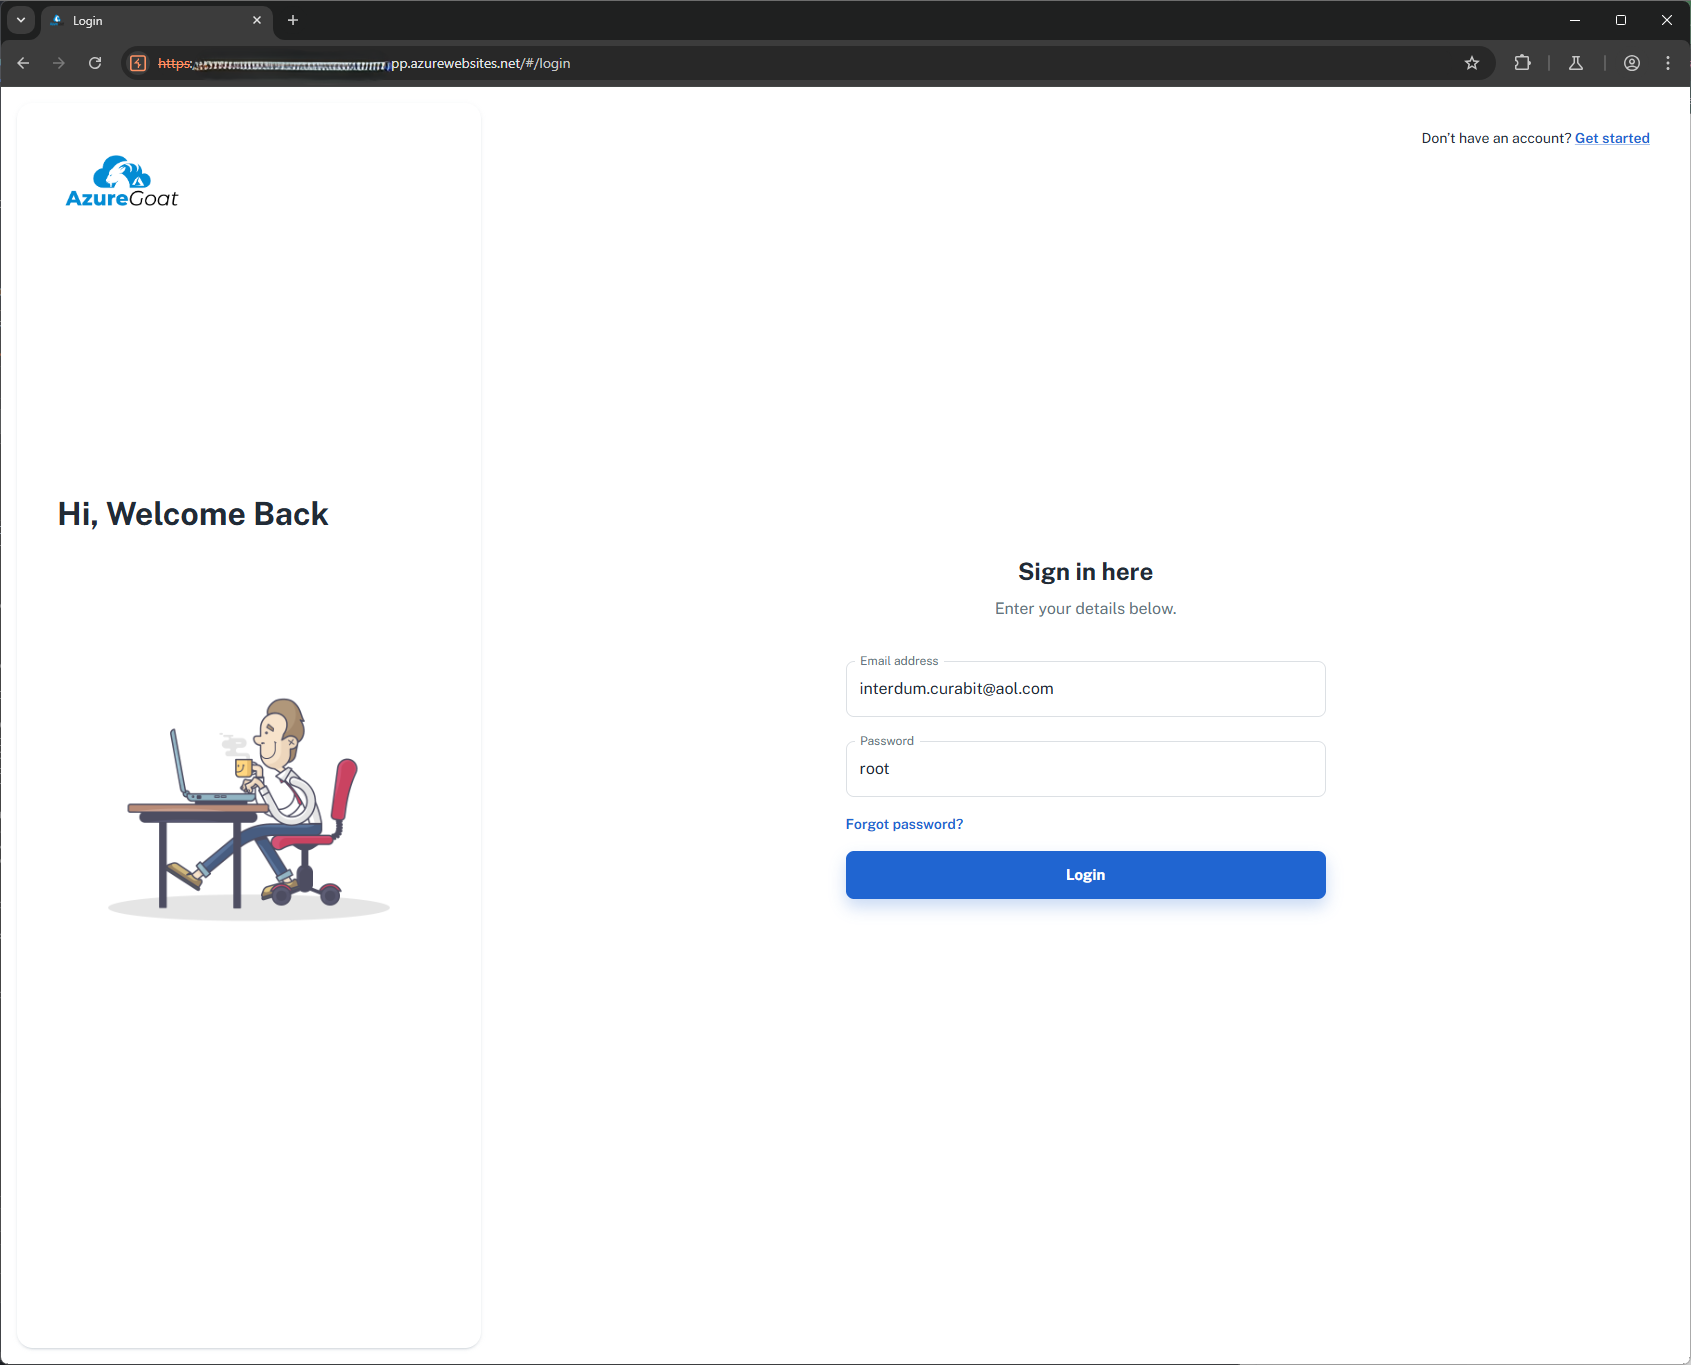 Login
https:
pp.azurewebsites.net/#/login
Don't have an account? Get started
AzureGoat
Hi, Welcome Back
Sign in here
Enter your details below.
Email address
interdum.curabit@aol.com
Password
root
Forgot password?
Login